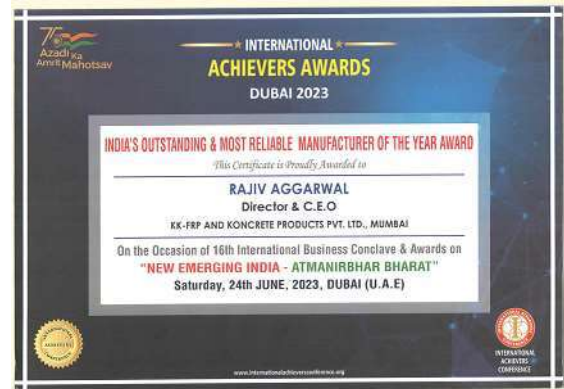 75
Azadi Ka
Amrit Mahotsav
INTERNATIONAL
ACHIEVERS AWARDS
DUBAI 2023
INDIA'S OUTSTANDING & MOST RELIABLE MANUFACTURER OF THE YEAR AWARD
This Certificate is Proudly Awarded to
RAJIV AGGARWAL
Director & C.E.O
KK-FRP AND KONCRETE PRODUCTS PVT. LTD., MUMBAI
On the Occasion of 16th International Business Conclave & Awards on
"NEW EMERGING INDIA - ATMANIRBHAR BHARAT"
Saturday, 24th JUNE, 2023, DUBAI (U.A.E)
INTERNATIONAL
ACHIEVERS
CONFERENCE
www.internationalachieversconference.org